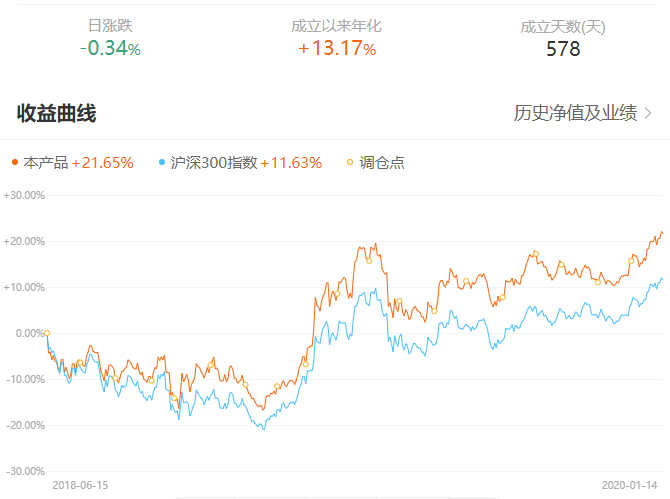 日涨跌 成立以来年化 成立天数(天)
-0.34% +13.17% 578
收益曲线 历史净值及业绩
本产品 +21.65% 沪深300指数 +11.63% 调仓点
+30.00%
+20.00%
+10.00%
0.00%
-10.00%
-20.00%
-30.00%
2018-06-15 2020-01-14